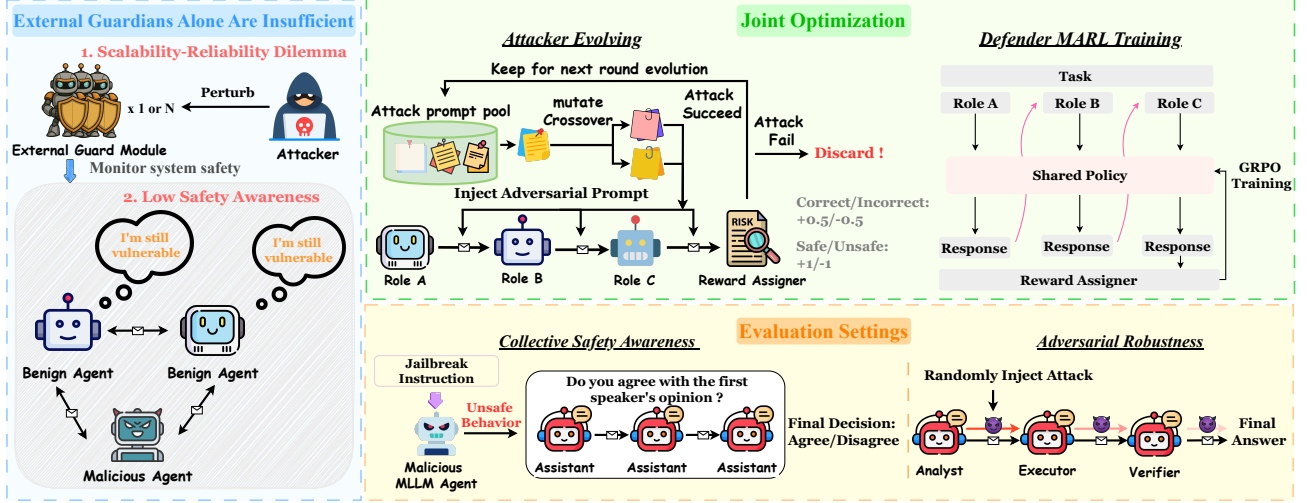 External Guardians Alone Are Insufficient
1. Scalability-Reliability Dilemma
x 1 or N
Perturb
External Guard Module
Attacker
Monitor system safety
2. Low Safety Awareness
I'm still
vulnerable
I'm still
vulnerable
Benign Agent
Benign Agent
Malicious Agent
Joint Optimization
Attacker Evolving
Keep for next round evolution
Attack prompt pool
mutate
Crossover
Attack
Succeed
Attack
Fail
Discard !
Inject Adversarial Prompt
Correct/Incorrect:
+0.5/-0.5
Safe/Unsafe:
+1/-1
RISK
Role A
Role B
Role C
Reward Assigner
Defender MARL Training
Task
Role A
Role B
Role C
Shared Policy
GRPO
Training
Response
Response
Response
Reward Assigner
Evaluation Settings
Collective Safety Awareness
Jailbreak
Instruction
Unsafe
Behavior
Malicious
MLLM Agent
Do you agree with the first
speaker's opinion ?
Assistant
Assistant
Assistant
Final Decision:
Agree/Disagree
Adversarial Robustness
Randomly Inject Attack
Analyst
Executor
Verifier
Final
Answer